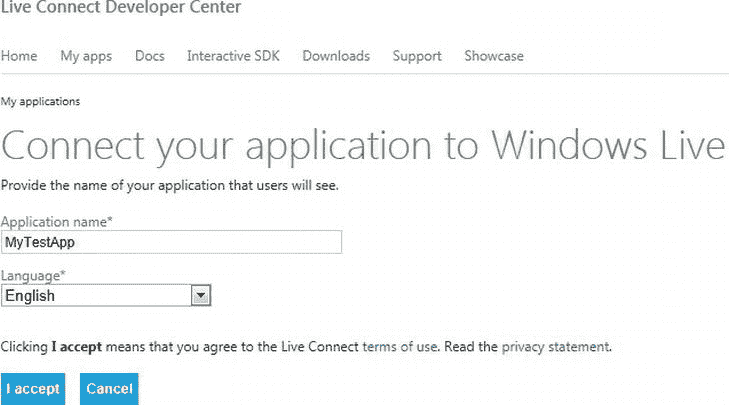 Live Connect Developer Center
Home My apps Docs Interactive SDK Downloads Support Showcase
My applications
Connect your application to Windows Live
Provide the name of your application that users will see.
Application name*
MyTestApp
Language*
English
Clicking I accept means that you agree to the Live Connect terms of use. Read the privacy statement.
I accept Cancel